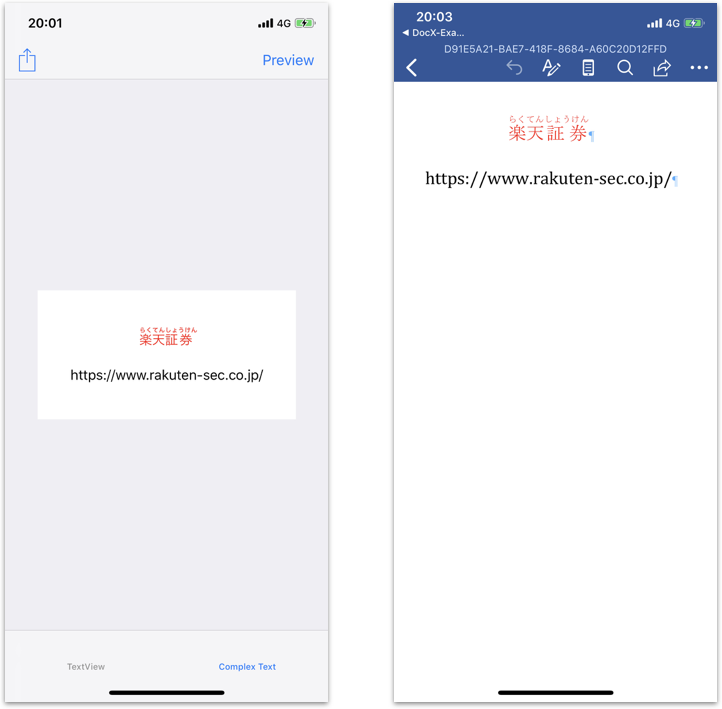 20:01
4G
Preview
らくてんしょうけん
楽天証券
https://www.rakuten-sec.co.jp/
TextView
Complex Text
20:03
4G
DocX-Exa...
D91E5A21-BAE7-418F-8684-A60C20D12FFD
らくてんしょうけん
楽天証券
https://www.rakuten-sec.co.jp/